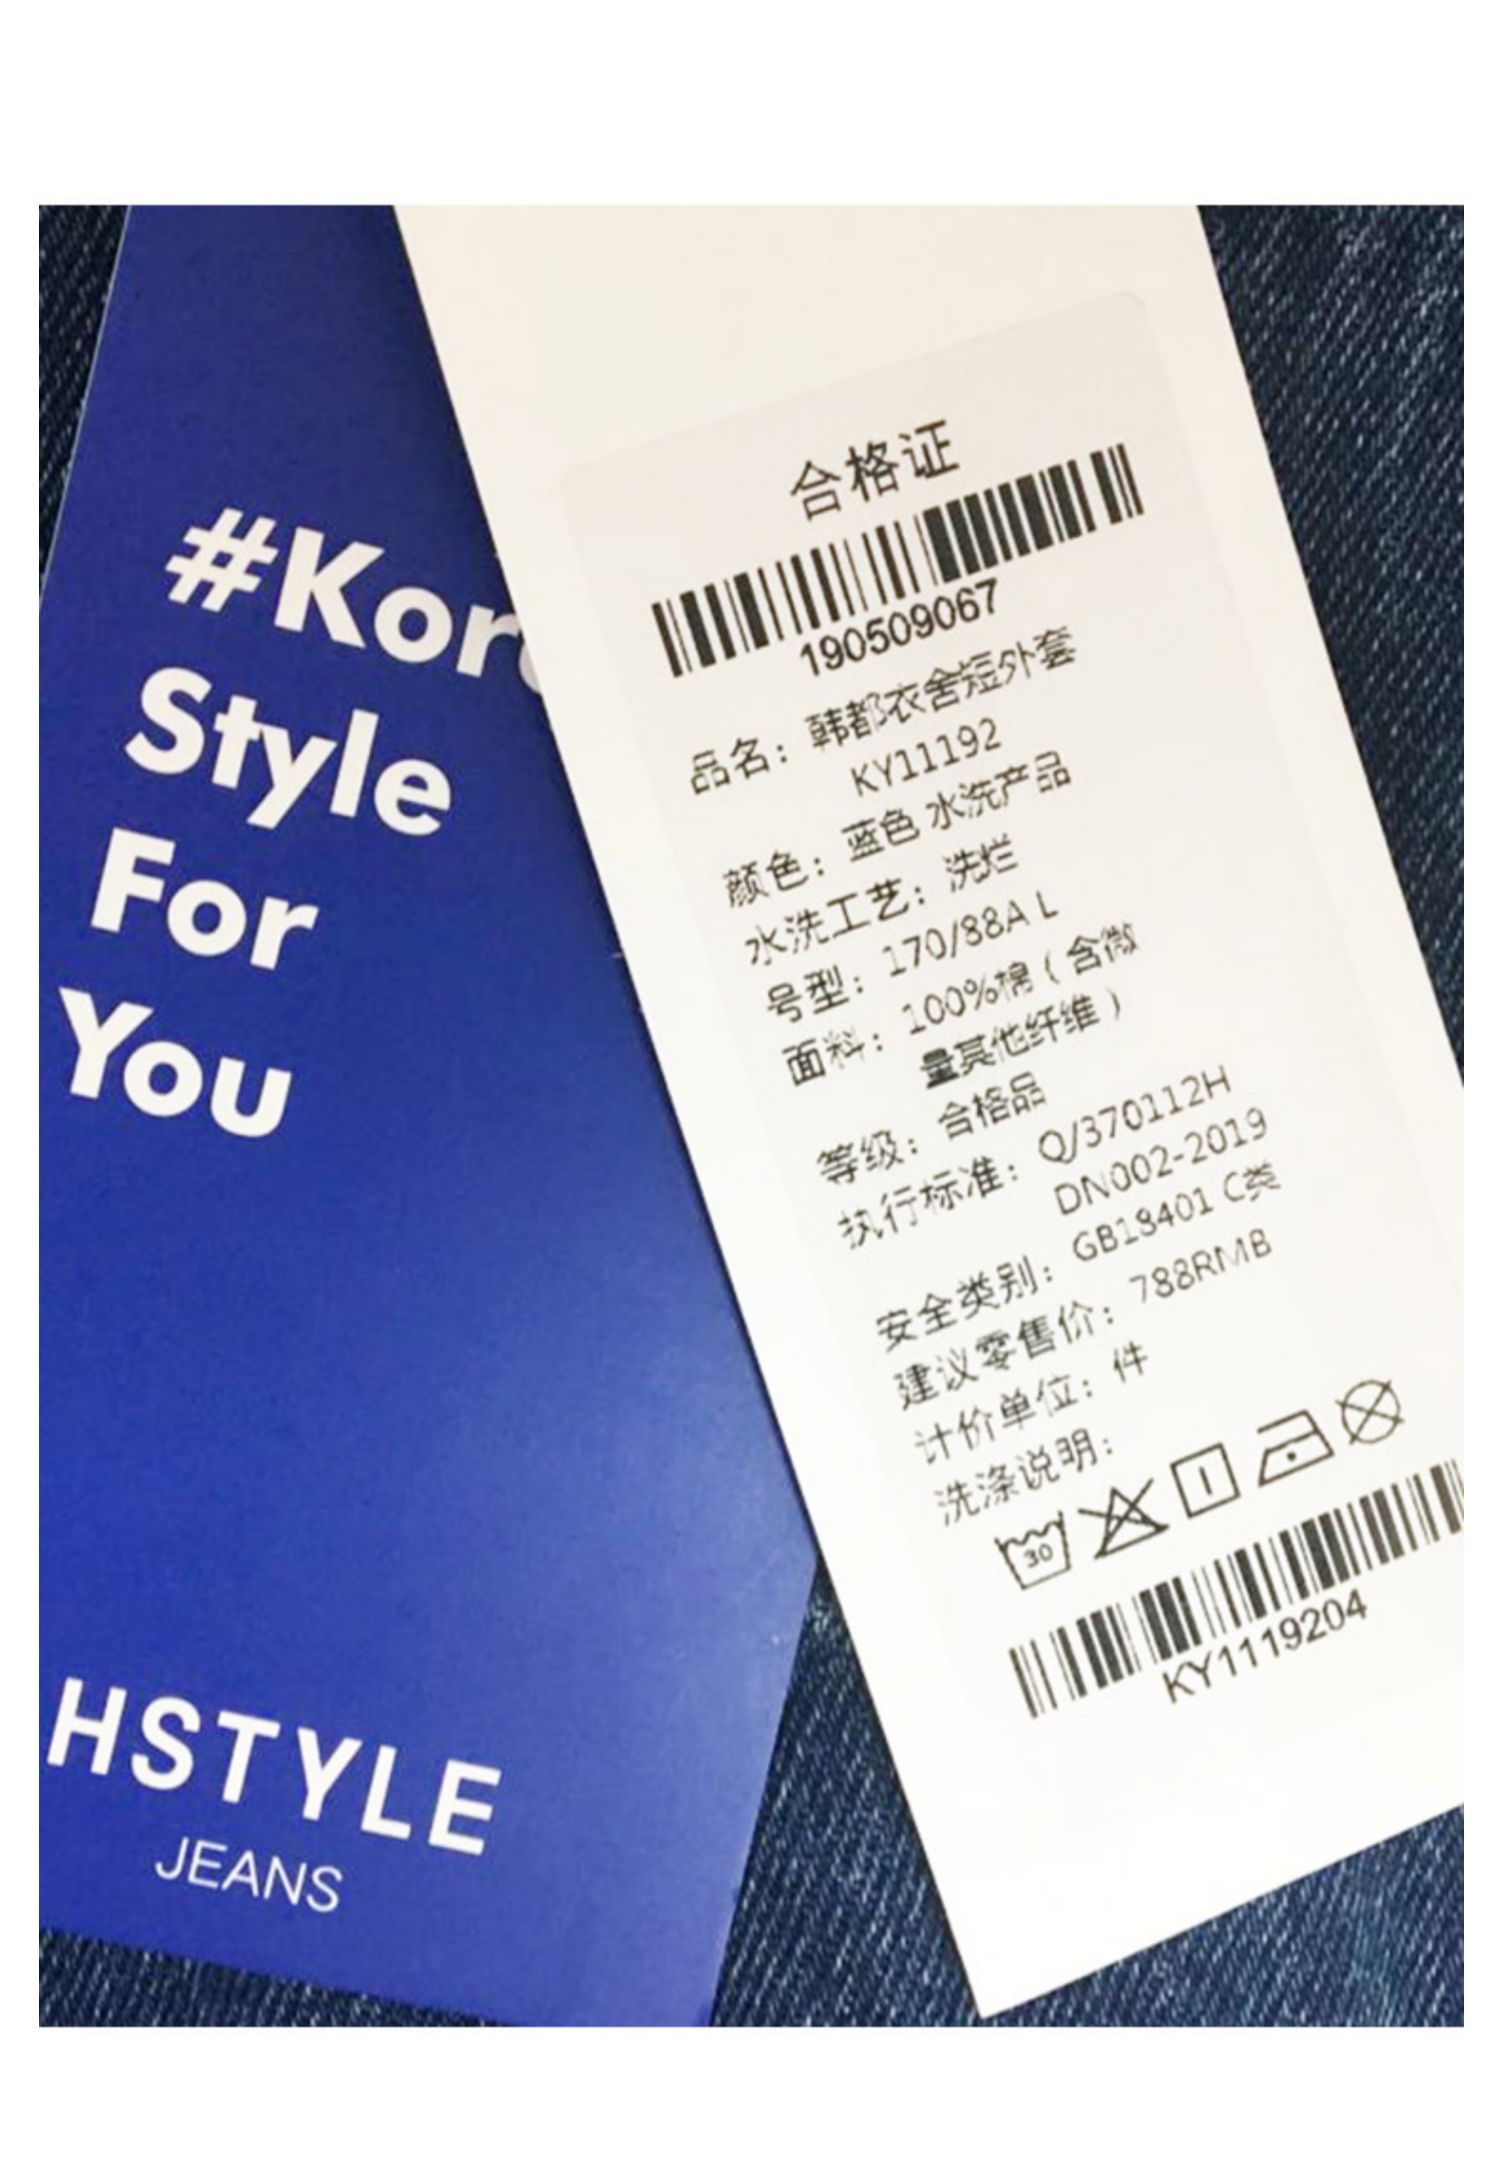 #Kor
Style
For
You
HSTYLE
JEANS
合格证
190509067
品名：韩都衣舍短外套
KY11192
颜色：蓝色 水洗产品
水洗工艺：洗烂
号型：170/88A L
面料：100%棉（含微
量其他纤维）
等级：合格品
执行标准：Q/370112H
DN002-2019
安全类别：GB18401 C类
建议零售价：788RMB
计价单位：件
洗涤说明：
30
KY1119204